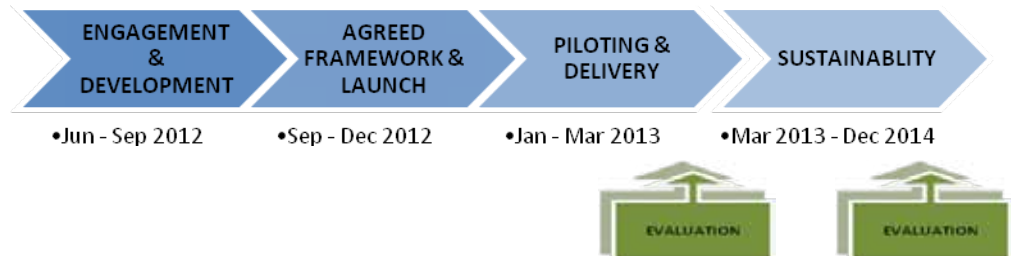 ENGAGEMENT
&
DEVELOPMENT
AGREED
FRAMEWORK &
LAUNCH
PILOTING &
DELIVERY
SUSTAINABLITY
•Jun - Sep 2012
•Sep - Dec 2012
•Jan - Mar 2013
•Mar 2013 - Dec 2014
EVALUATION
EVALUATION